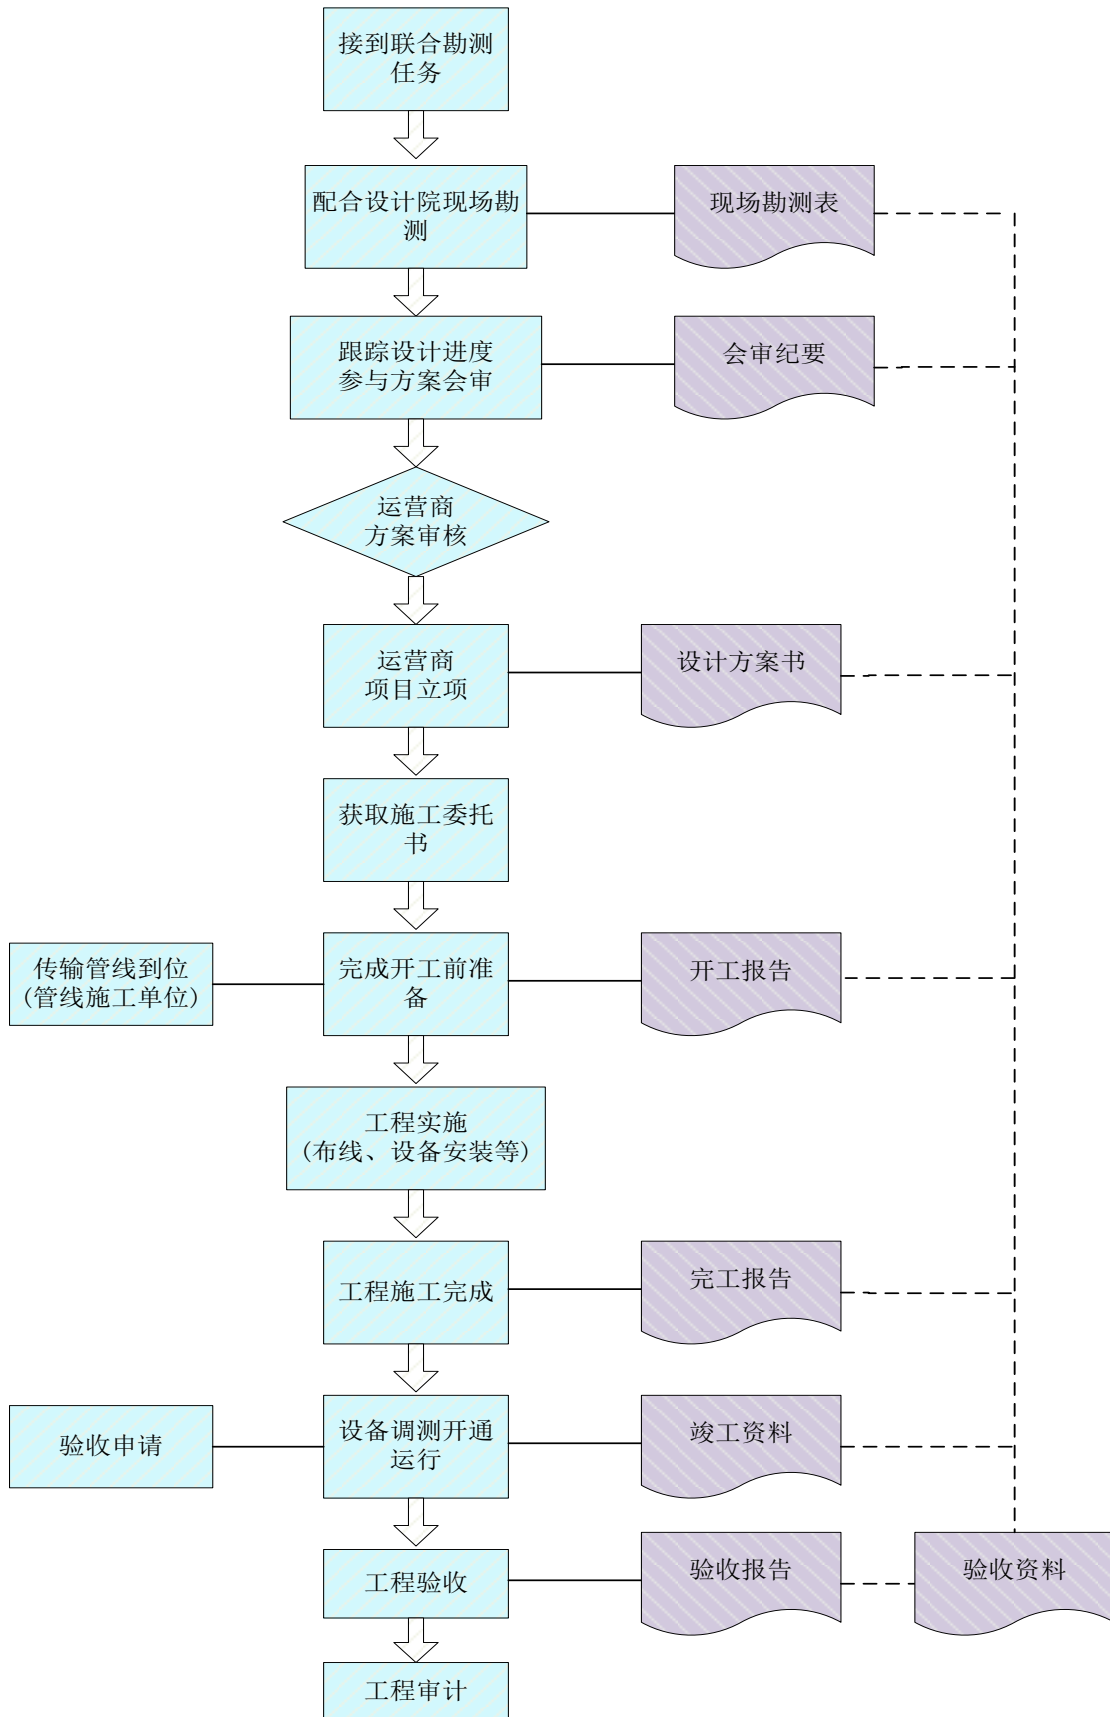 接到联合勘测
任务
配合设计院现场勘
测
现场勘测表
跟踪设计进度
参与方案会审
会审纪要
运营商
方案审核
运营商
项目立项
设计方案书
获取施工委托
书
传输管线到位
(管线施工单位)
完成开工前准
备
开工报告
工程实施
(布线、设备安装等)
工程施工完成
完工报告
验收申请
设备调测开通
运行
竣工资料
工程验收
验收报告
验收资料
工程审计